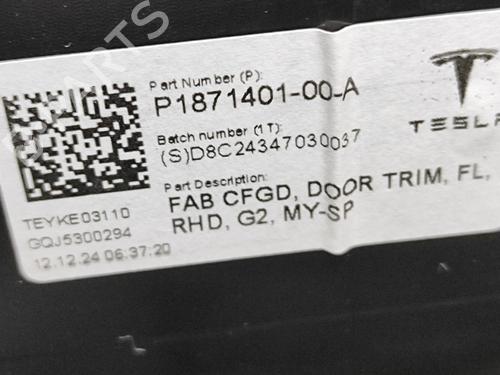 Part Number (P):
P1871401-00-A
TESLA
Batch number (1T):
(S)D8C24347030037
Part Description:
FAB CFGD, DOOR TRIM, FL,
RHD, G2, MY-SP
TEYKE03110
GQJ5300294
12.12.24 06:37:20
PARTS